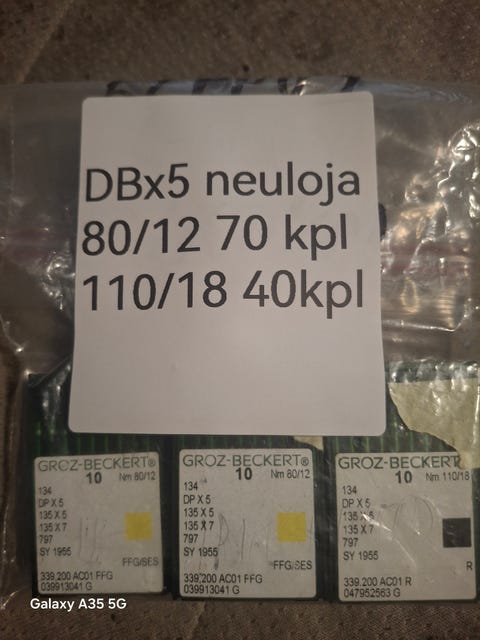 DBx5 neuloja
80/12 70 kpl
110/18 40kpl
GROZ-BECKERT®
10 Nm 80/12
134
DP X 5
135 X 5
135 X 7
797
SY 1955
FFG/SES
339.200 AC01 FFG
039913041 G
GROZ-BECKERT®
10 Nm 80/12
134
DP X 5
135 X 5
135 X 7
797
SY 1955
FFG/SES
339.200 AC01 FFG
039913041 G
GROZ-BECKERT
10 Nm 110/18
134
DP X 5
135 X 5
135 X 7
797
SY 1955
R
339.200 AC01 R
047952563 G
Galaxy A35 5G